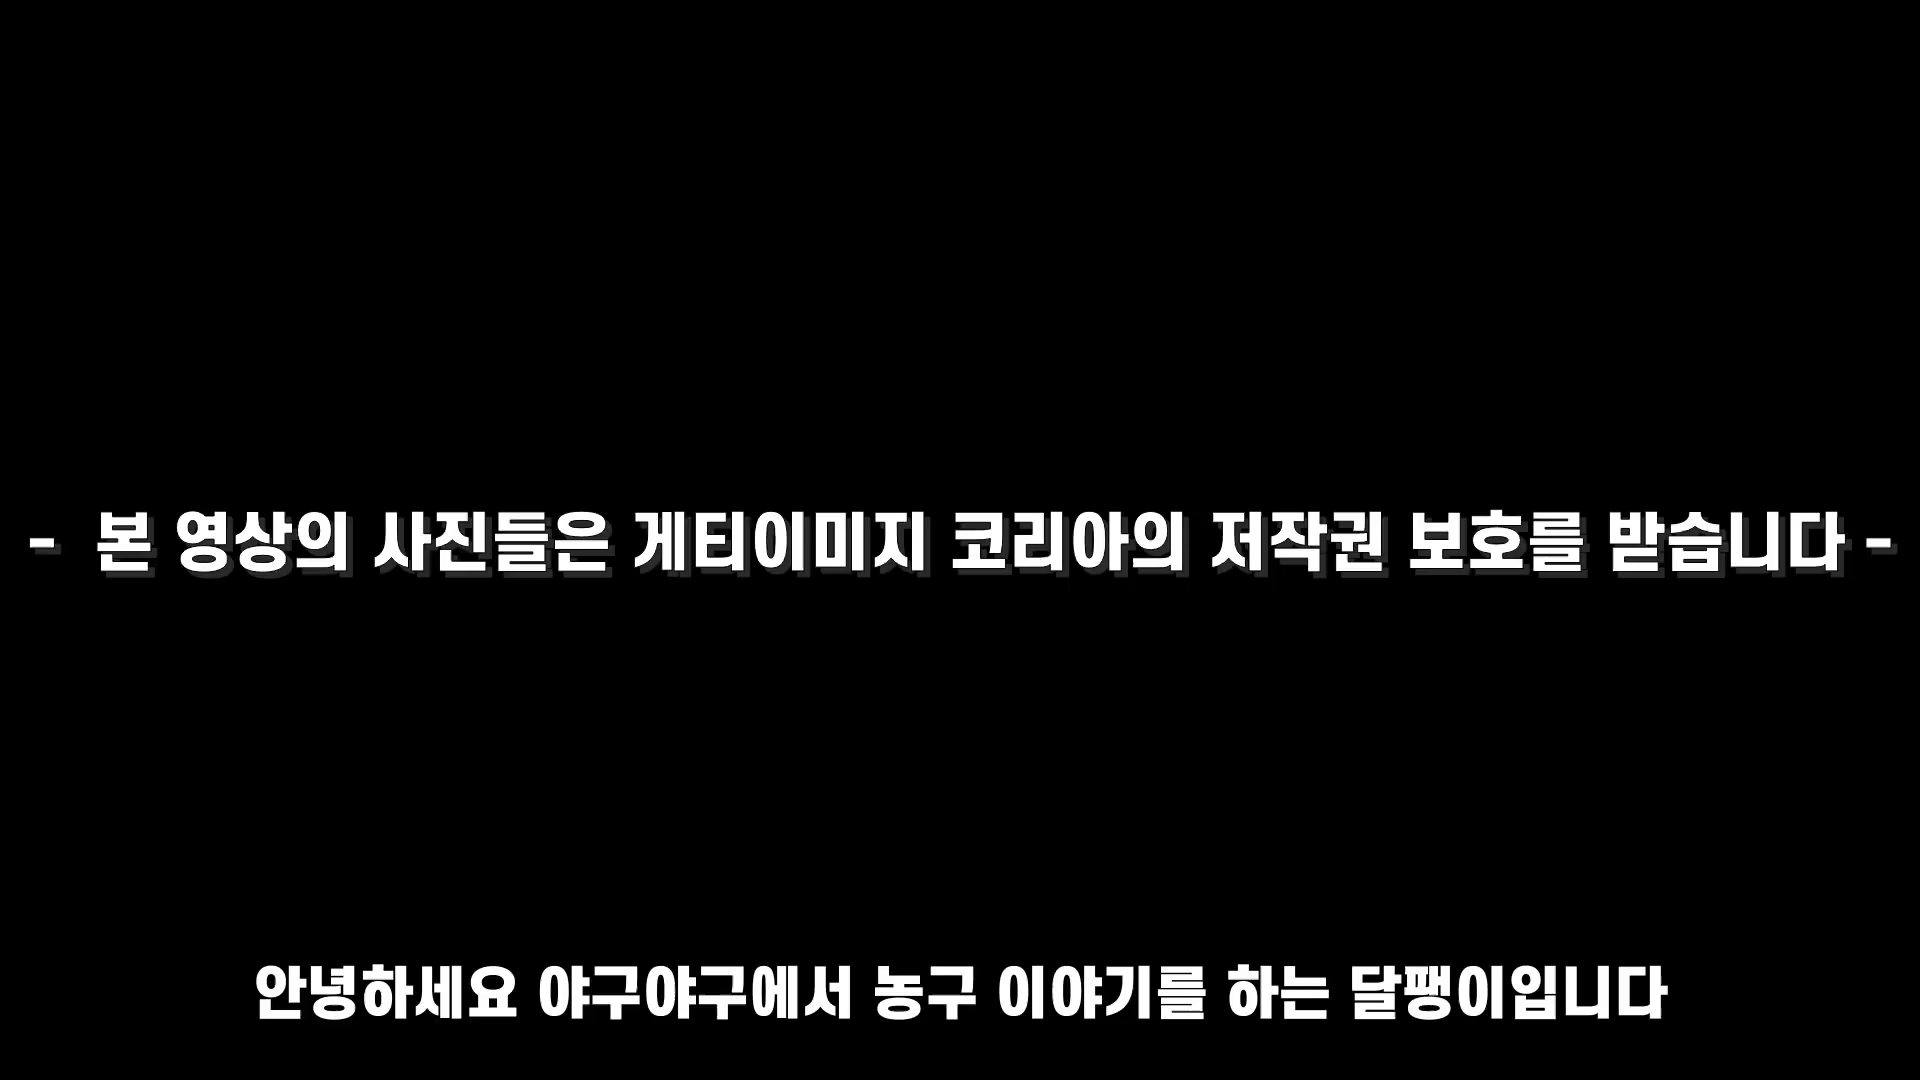 - 본 영상의 사진들은 게티이미지 코리아의 저작권 보호를 받습니다 -
안녕하세요 야구야구에서 농구 이야기를 하는 달팽이입니다